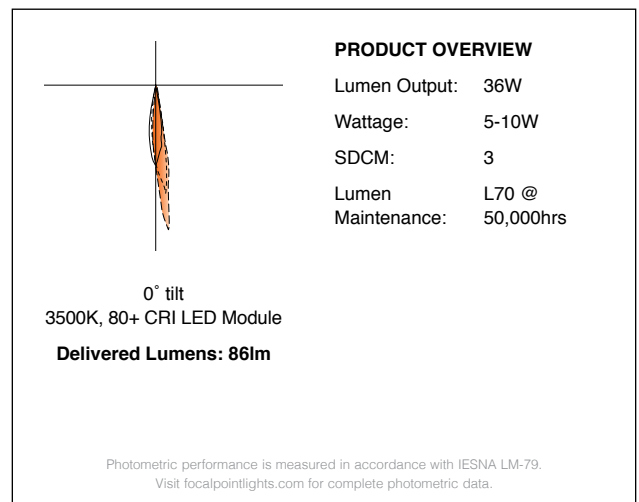 PRODUCT OVERVIEW
Lumen Output: 36W
Wattage: 5-10W
SDCM: 3
Lumen Maintenance: L70 @ 50,000hrs
0˚ tilt
3500K, 80+ CRI LED Module
Delivered Lumens: 86lm
Photometric performance is measured in accordance with IESNA LM-79.
Visit focalpointlights.com for complete photometric data.